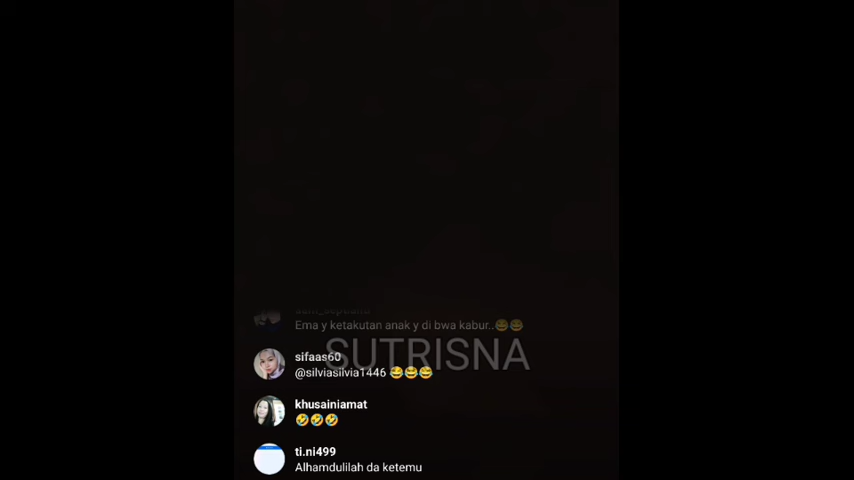 Ema y ketakutan anak y di bwa kabur..😂😂
SUTRISNA
sifaas60
@silviasilvia1446 😂😂😂
khusainiamat
🤣🤣🤣
ti.ni499
Alhamdulilah da ketemu